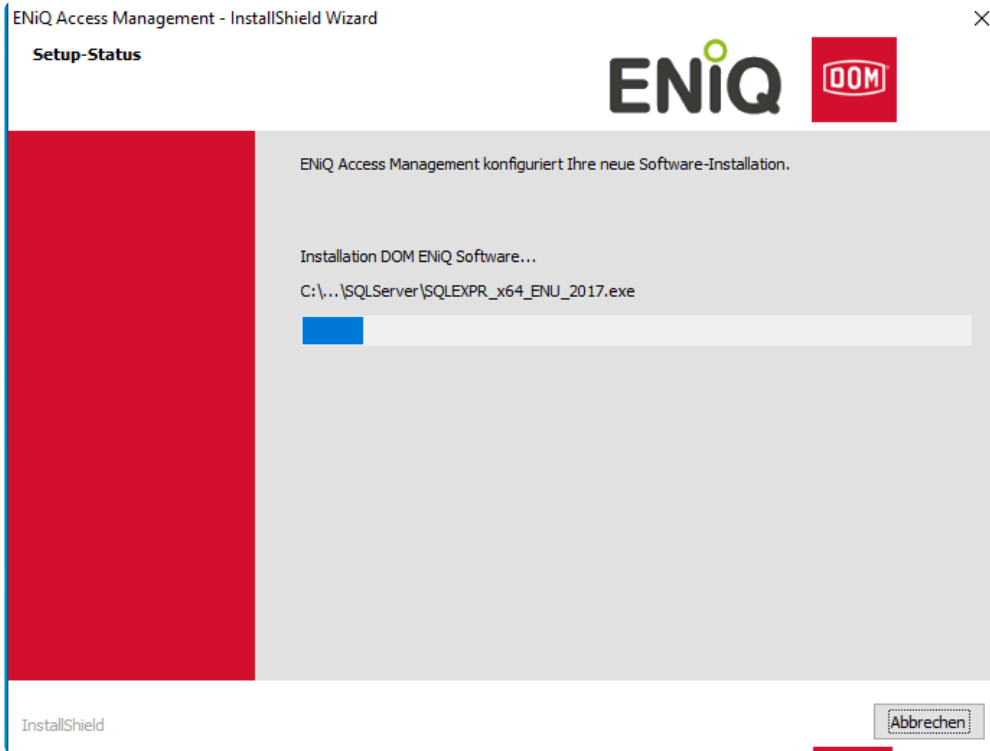 ENiQ Access Management - InstallShield Wizard
Setup-Status
ENiQ
DOM
ENiQ Access Management konfiguriert Ihre neue Software-Installation.
Installation DOM ENiQ Software...
C:\...\SQLServer\SQLEXPR_x64_ENU_2017.exe
InstallShield
Abbrechen